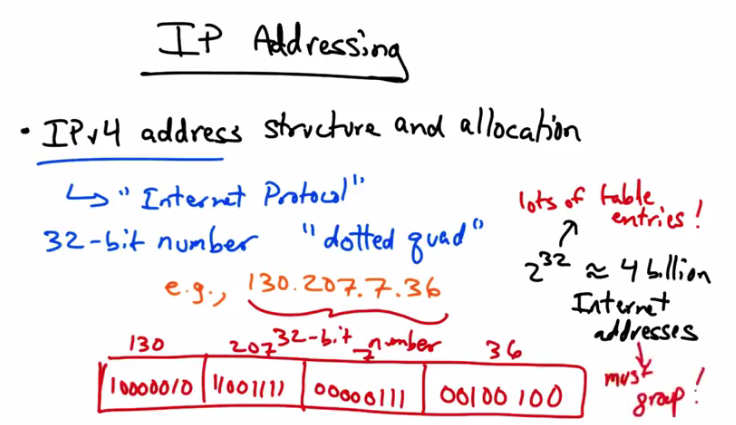 IP Addressing
• IPv4 address structure and allocation
↳ "Internet Protocol"
32-bit number "dotted quad"
e.g., 130.207.7.36
32-bit number
130 207 7 36
10000010 11001111 00000111 00100100
lots of table
entries!
2^32 ≈ 4 billion
Internet
addresses
must
group!